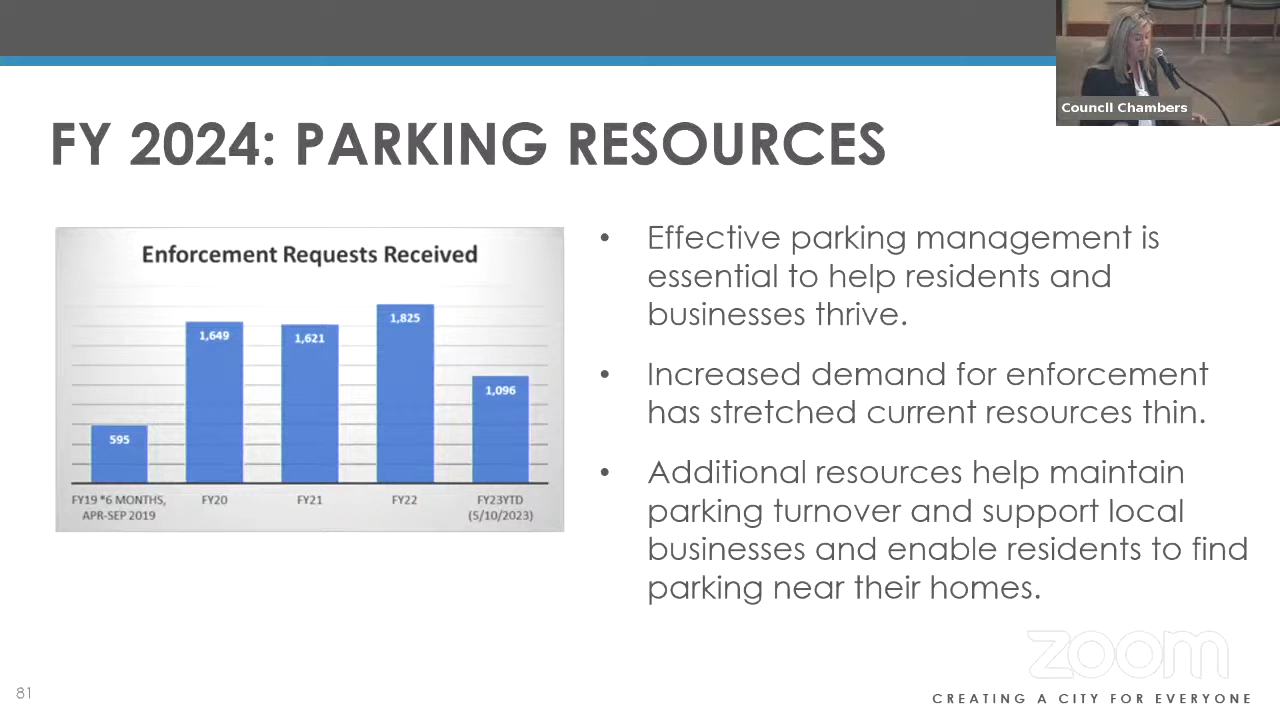 Council Chambers
FY 2024: PARKING RESOURCES
Enforcement Requests Received
595
1,649
1,621
1,825
1,096
FY19 *6 MONTHS,
APR-SEP 2019
FY20
FY21
FY22
FY23YTD
(5/10/2023)
• Effective parking management is
essential to help residents and
businesses thrive.
• Increased demand for enforcement
has stretched current resources thin.
• Additional resources help maintain
parking turnover and support local
businesses and enable residents to find
parking near their homes.
zoom
81
CREATING A CITY FOR EVERYONE